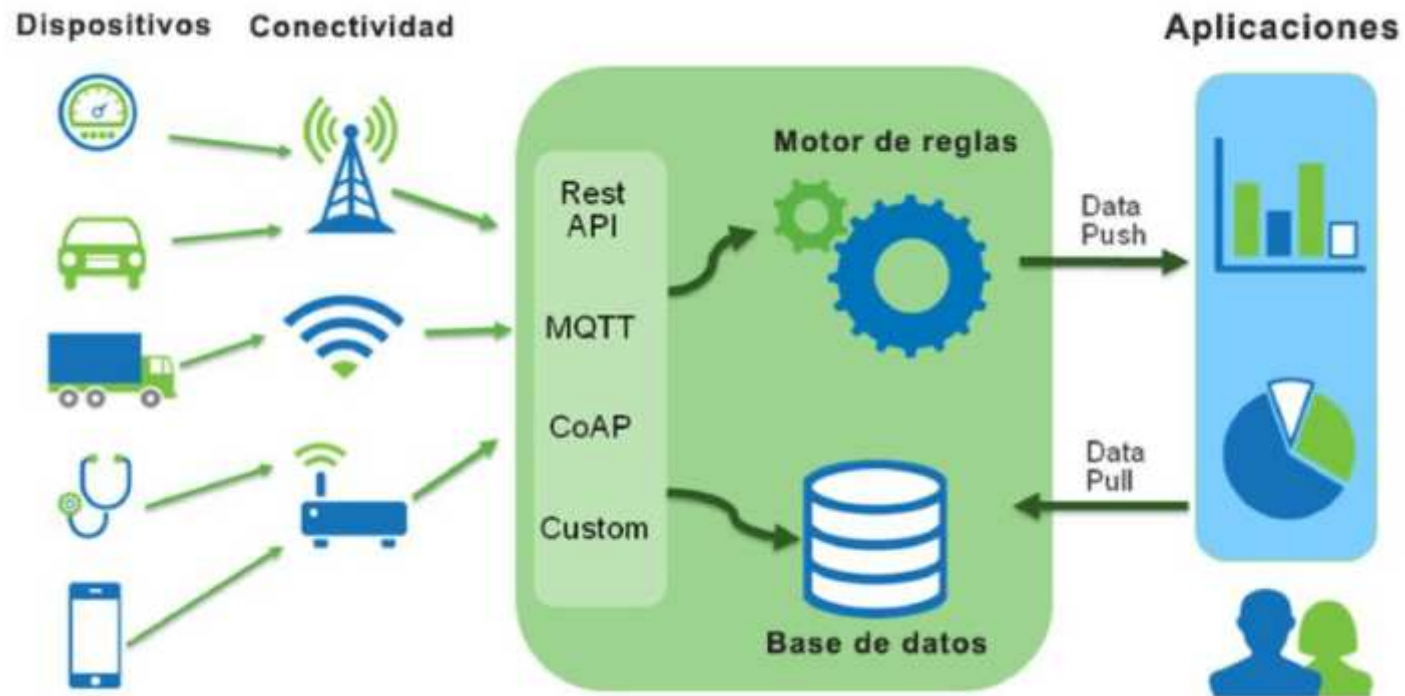 Dispositivos
Conectividad
Aplicaciones
Rest
API
MQTT
CoAP
Custom
Motor de reglas
Base de datos
Data
Push
Data
Pull